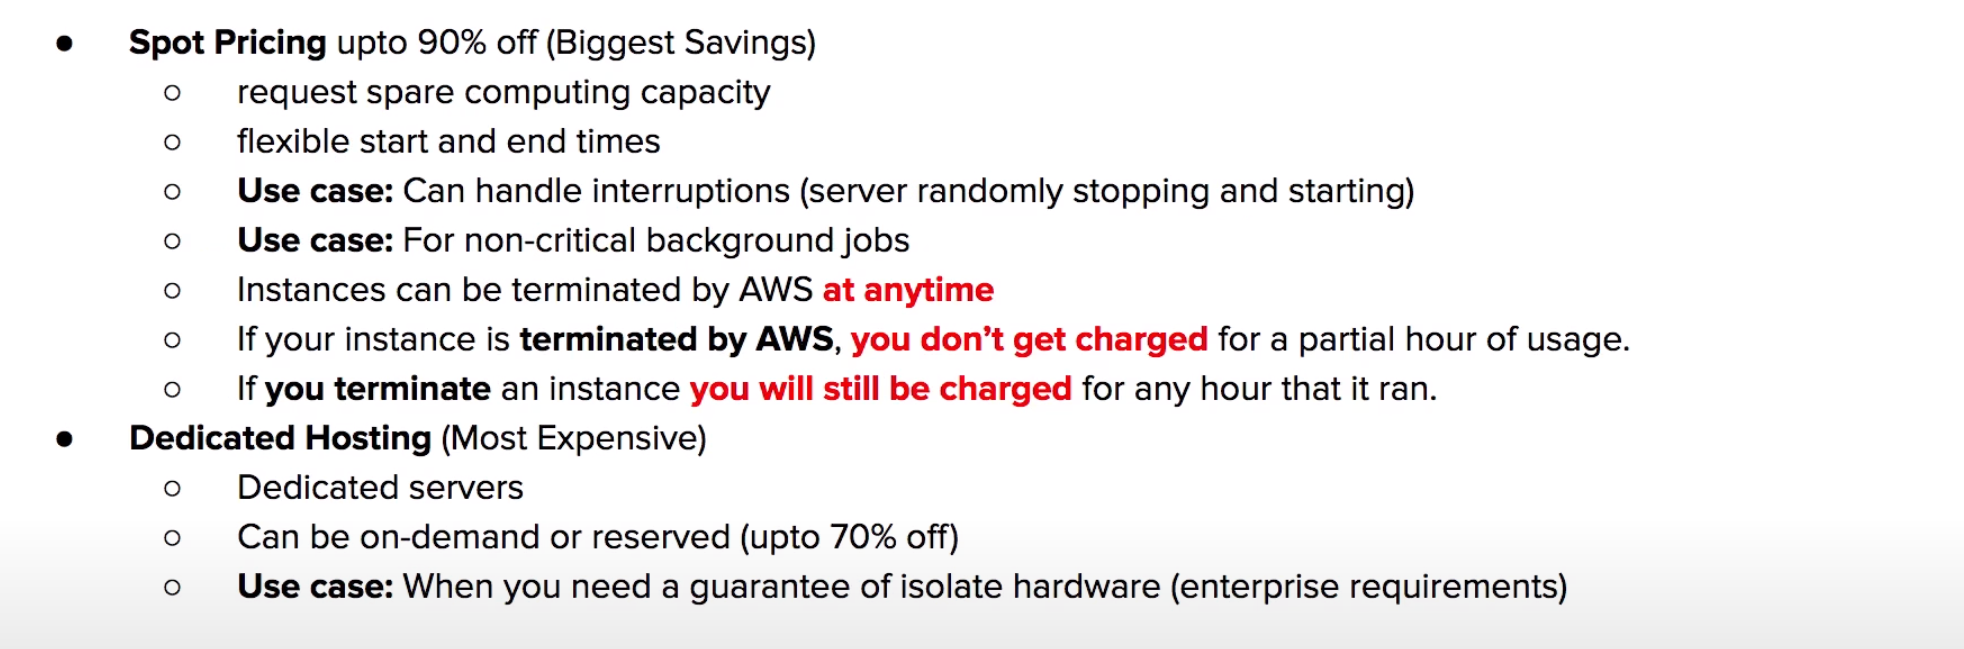 ● Spot Pricing upto 90% off (Biggest Savings)
○ request spare computing capacity
○ flexible start and end times
○ Use case: Can handle interruptions (server randomly stopping and starting)
○ Use case: For non-critical background jobs
○ Instances can be terminated by AWS at anytime
○ If your instance is terminated by AWS, you don’t get charged for a partial hour of usage.
○ If you terminate an instance you will still be charged for any hour that it ran.
● Dedicated Hosting (Most Expensive)
○ Dedicated servers
○ Can be on-demand or reserved (upto 70% off)
○ Use case: When you need a guarantee of isolate hardware (enterprise requirements)